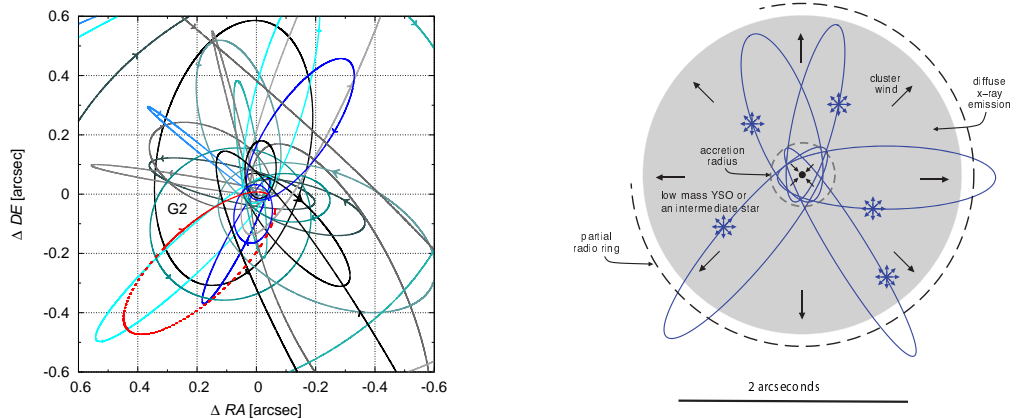 0.6
0.4
0.2
0
-0.2
-0.4
-0.6
0.6
0.4
0.2
0
-0.2
-0.4
-0.6
Δ DE [arcsec]
Δ RA [arcsec]
G2
cluster
wind
diffuse
x–ray
emission
accretion
radius
low mass YSO or
an intermediate star
partial
radio ring
2 arcseconds